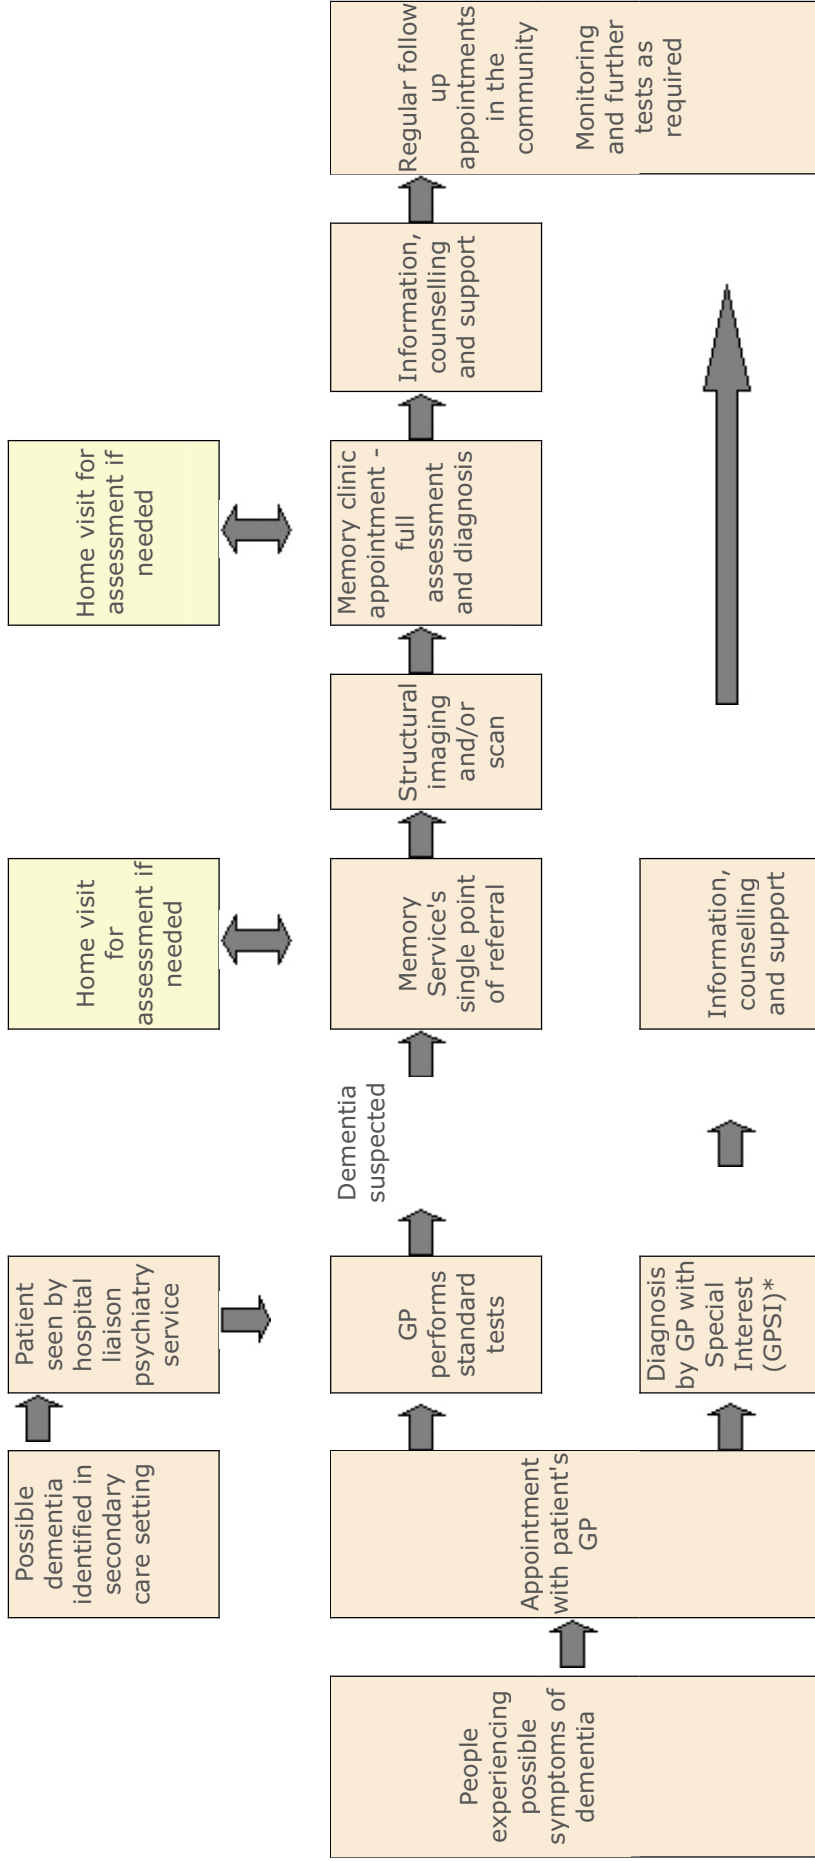 Possible
dementia
identified in
secondary
care setting
Patient
seen by
hospital
liaison
psychiatry
service
Home visit
for
assessment if
needed
Home visit for
assessment if
needed
People
experiencing
possible
symptoms of
dementia
Appointment
with patient's
GP
GP
performs
standard
tests
Dementia
suspected
Memory
Service's
single point
of referral
Structural
imaging
and/or
scan
Memory clinic
appointment -
full
assessment
and diagnosis
Information,
counselling
and support
Regular follow
up
appointments
in the
community
Monitoring
and further
tests as
required
Diagnosis
by GP with
Special
Interest
(GPSI)*
Information,
counselling
and support